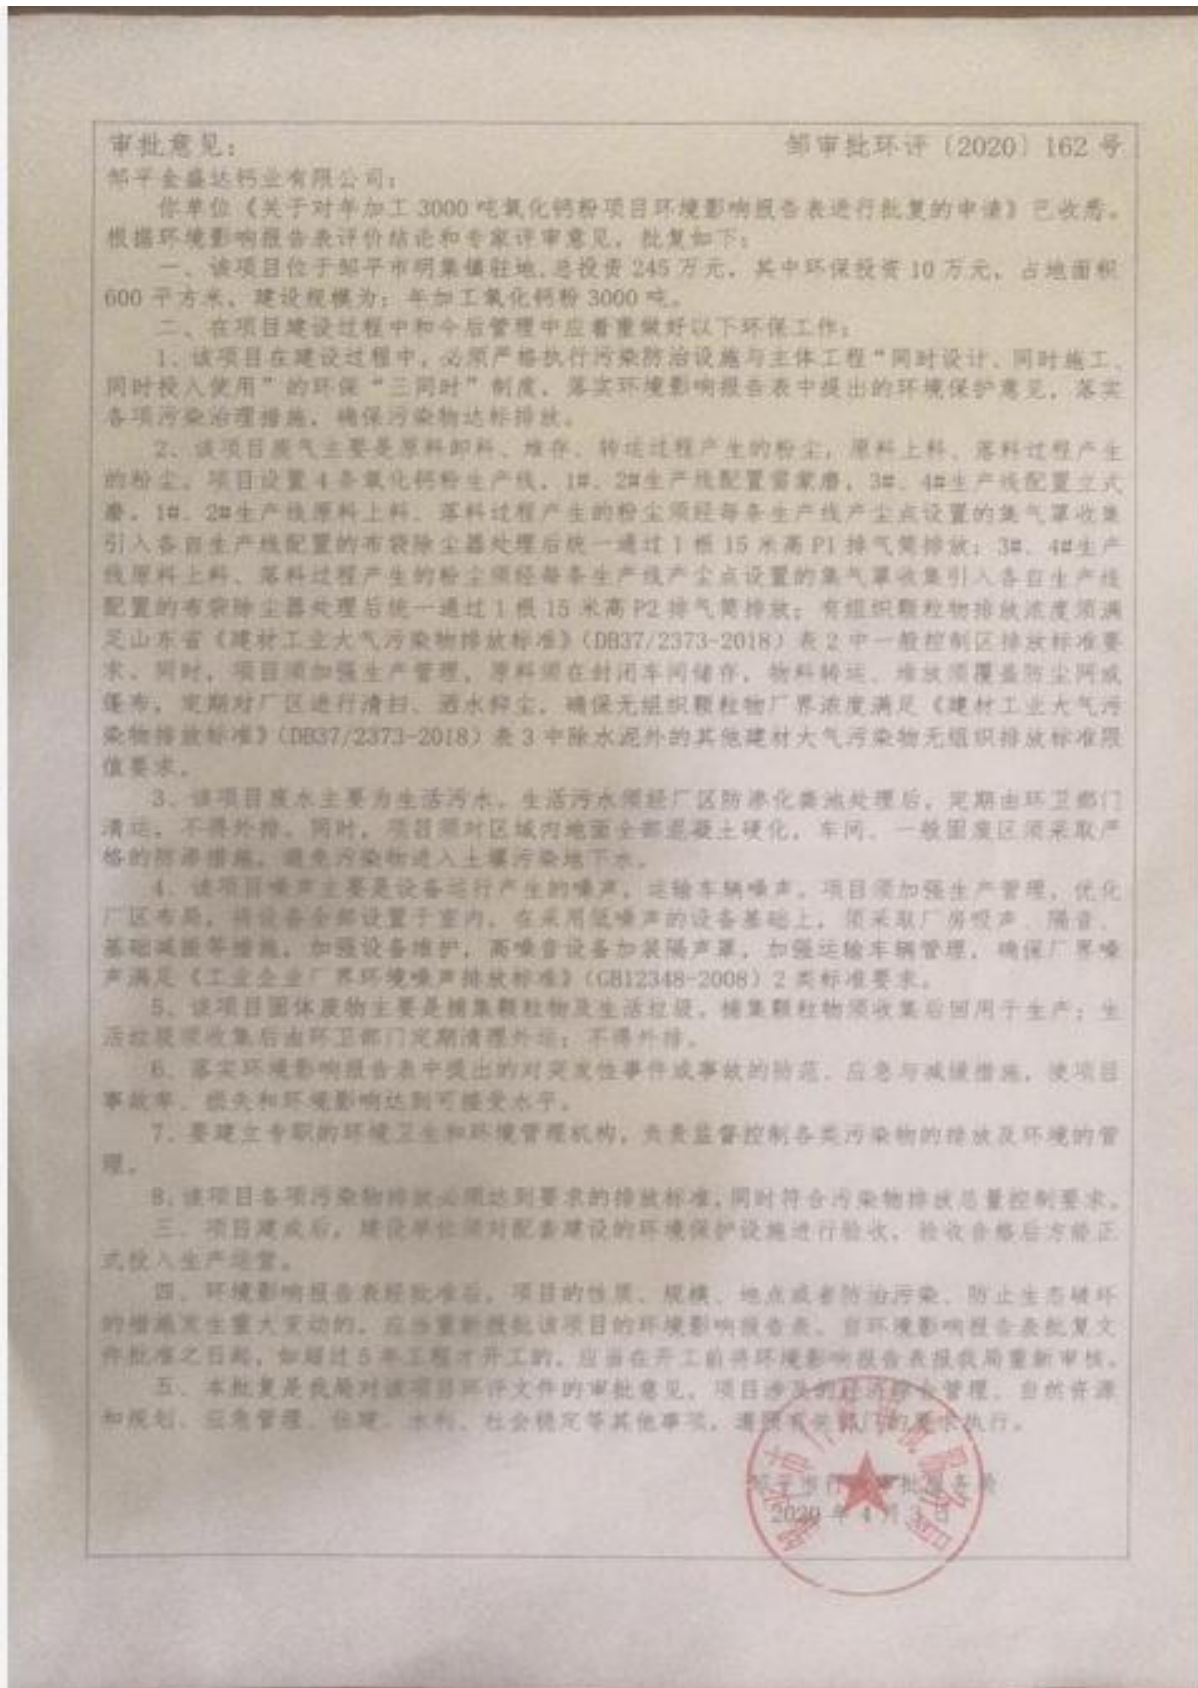 审批意见：
邹审批环评〔2020〕162 号
邹平金盛达钙业有限公司：
你单位《关于对年加工 3000 吨氧化钙粉项目环境影响报告表进行批复的申请》已收悉。
根据环境影响报告表评价结论和专家评审意见，批复如下：
一、该项目位于邹平市明集镇驻地，总投资 245 万元，其中环保投资 10 万元，占地面积
600 平方米，建设规模为：年加工氧化钙粉 3000 吨。
二、在项目建设过程中和今后管理中应着重做好以下环保工作：
1、该项目在建设过程中，必须严格执行污染防治设施与主体工程“同时设计、同时施工、
同时投入使用”的环保“三同时”制度，落实环境影响报告表中提出的环境保护意见，落实
各项污染治理措施，确保污染物达标排放。
2、该项目废气主要是原料卸料、堆存、转运过程产生的粉尘，原料上料、落料过程产生
的粉尘。项目设置 4 条氧化钙粉生产线，1#、2#生产线配置雷蒙磨，3#、4#生产线配置立式
磨。1#、2#生产线原料上料、落料过程产生的粉尘须经每条生产线产尘点设置的集气罩收集
引入各自生产线配置的布袋除尘器处理后统一通过 1 根 15 米高 P1 排气筒排放；3#、4#生产
线原料上料、落料过程产生的粉尘须经每条生产线产尘点设置的集气罩收集引入各自生产线
配置的布袋除尘器处理后统一通过 1 根 15 米高 P2 排气筒排放；有组织颗粒物排放浓度须满
足山东省《建材工业大气污染物排放标准》（DB37/2373-2018）表 2 中一般控制区排放标准要
求。同时，项目须加强生产管理，原料须在封闭车间储存，物料转运、堆放须覆盖防尘网或
篷布，定期对厂区进行清扫、洒水抑尘，确保无组织颗粒物厂界浓度满足《建材工业大气污
染物排放标准》（DB37/2373-2018）表 3 中除水泥外的其他建材大气污染物无组织排放标准限
值要求。
3、该项目废水主要为生活污水，生活污水须经厂区防渗化粪池处理后，定期由环卫部门
清运，不得外排。同时，项目须对区域内地面全部混凝土硬化，车间、一般固废区须采取严
格的防渗措施，避免污染物进入土壤污染地下水。
4、该项目噪声主要是设备运行产生的噪声，运输车辆噪声。项目须加强生产管理，优化
厂区布局，将设备全部设置于室内，在采用低噪声的设备基础上，须采取厂房吸声、隔音、
基础减振等措施，加强设备维护，高噪音设备加装隔声罩，加强运输车辆管理，确保厂界噪
声满足《工业企业厂界环境噪声排放标准》（GB12348-2008）2 类标准要求。
5、该项目固体废物主要是捕集颗粒物及生活垃圾。捕集颗粒物须收集后回用于生产；生
活垃圾须收集后由环卫部门定期清理外运；不得外排。
6、落实环境影响报告表中提出的对突发性事件或事故的防范、应急与减缓措施，使项目
事故率、损失和环境影响达到可接受水平。
7、要建立专职的环境卫生和环境管理机构，负责监督控制各类污染物的排放及环境的管
理。
8、该项目各项污染物排放必须达到要求的排放标准，同时符合污染物排放总量控制要求。
三、项目建成后，建设单位须对配套建设的环境保护设施进行验收，验收合格后方能正
式投入生产运营。
四、环境影响报告表经批准后，项目的性质、规模、地点或者防治污染、防止生态破坏
的措施发生重大变动的，应当重新报批该项目的环境影响报告表。自环境影响报告表批复文
件批准之日起，如超过 5 年工程才开工的，应当在开工前将环境影响报告表报我局重新审核。
五、本批复是我局对该项目环评文件的审批意见，项目涉及的经济综合管理、自然资源
和规划、应急管理、住建、水利、社会稳定等其他事项，遵照有关部门的要求执行。
邹平市行政审批服务局
2020 年 4 月 日